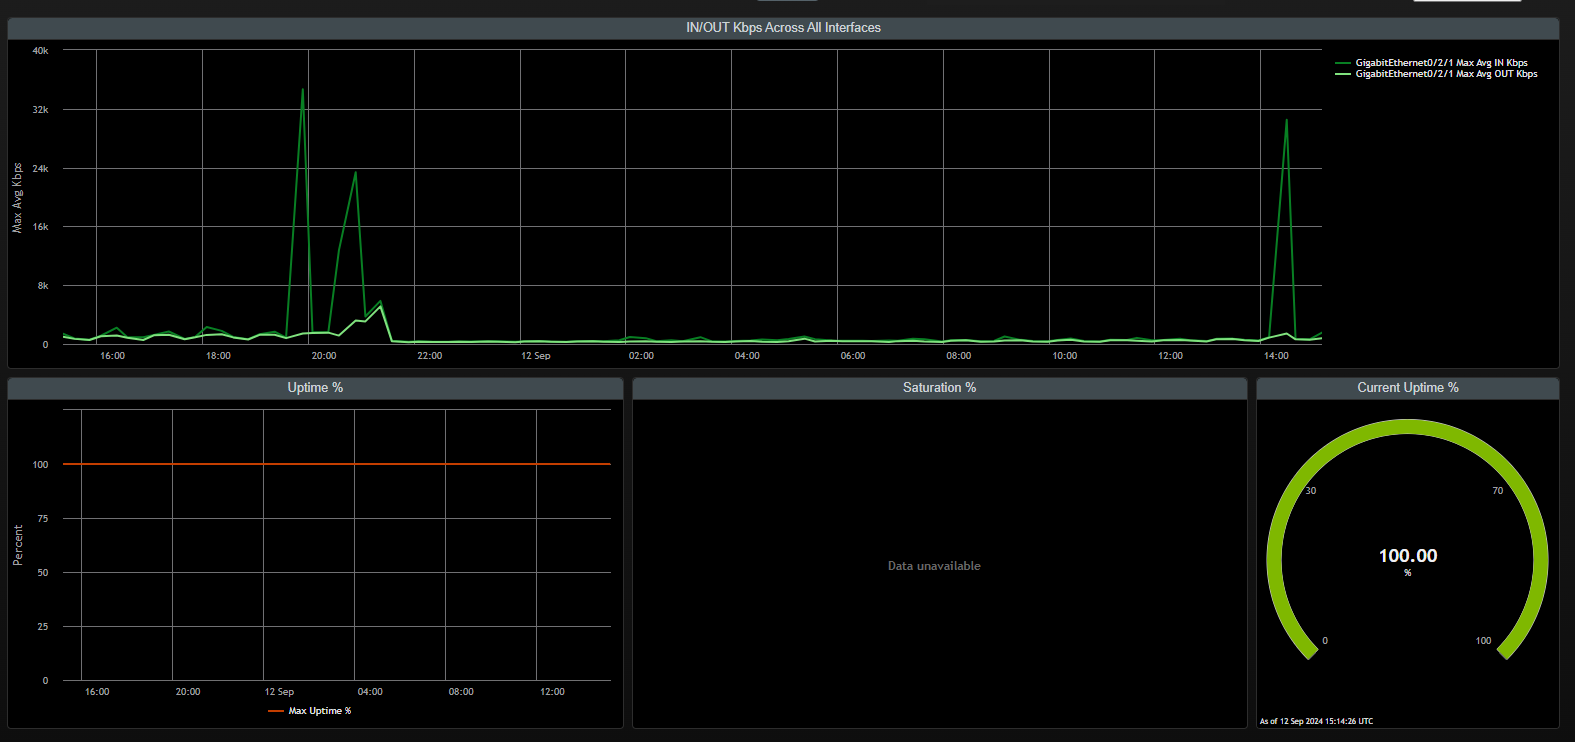 IN/OUT Kbps Across All Interfaces
40k
32k
24k
16k
8k
0
Max Avg Kbps
16:00 18:00 20:00 22:00 12 Sep 02:00 04:00 06:00 08:00 10:00 12:00 14:00
GigabitEthernet0/2/1 Max Avg IN Kbps
GigabitEthernet0/2/1 Max Avg OUT Kbps
Uptime %
100
75
50
25
0
Percent
16:00 20:00 12 Sep 04:00 08:00 12:00
Max Uptime %
Saturation %
Data unavailable
Current Uptime %
30 70
100.00
%
0 100
As of 12 Sep 2024 15:14:26 UTC